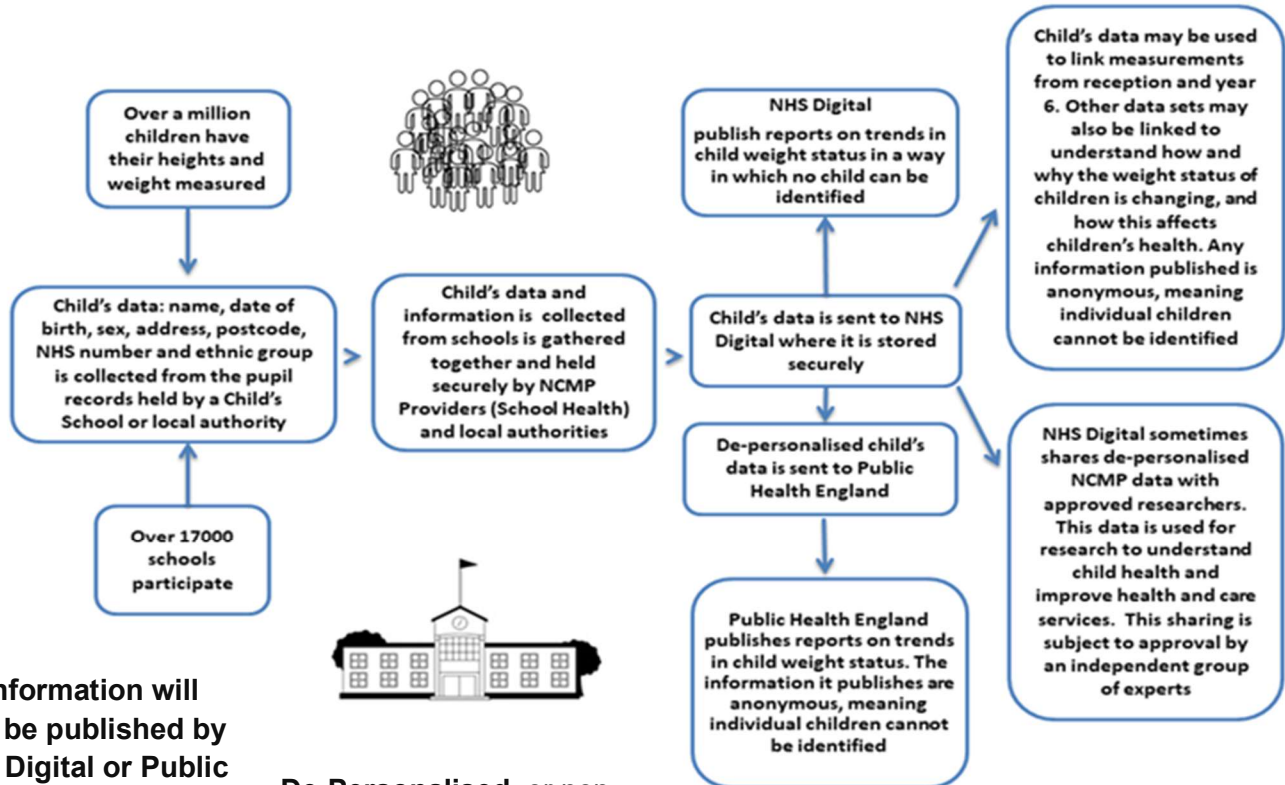 Over a million
children have
their heights and
weight measured
Child's data: name, date of
birth, sex, address, postcode,
NHS number and ethnic group
is collected from the pupil
records held by a Child's
School or local authority
Over 17000
schools
participate
Child's data and
information is collected
from schools is gathered
together and held
securely by NCMP
Providers (School Health)
and local authorities
NHS Digital
publish reports on trends in
child weight status in a way
in which no child can be
identified
Child's data is sent to NHS
Digital where it is stored
securely
De-personalised child's
data is sent to Public
Health England
Public Health England
publishes reports on trends
in child weight status. The
information it publishes are
anonymous, meaning
individual children cannot
be identified
Child's data may be used
to link measurements
from reception and year
6. Other data sets may
also be linked to
understand how and
why the weight status of
children is changing, and
how this affects
children's health. Any
information published is
anonymous, meaning
individual children
cannot be identified
NHS Digital sometimes
shares de-personalised
NCMP data with
approved researchers.
This data is used for
research to understand
child health and
improve health and care
services. This sharing is
subject to approval by
an independent group
of experts
nformation will
be published by
Digital or Public